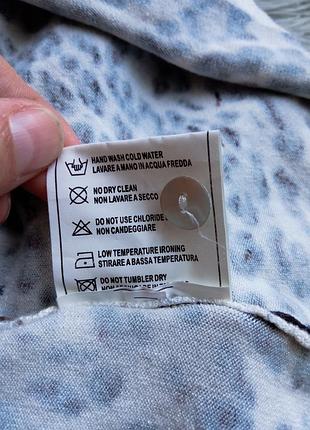 HAND WASH COLD WATER
LAVARE A MANO IN ACQUA FREDDA
NO DRY CLEAN
NON LAVARE A SECCO
DO NOT USE CHLORIDE
NON CANDEGGIARE
LOW TEMPERATURE IRONING
STIRARE A BASSA TEMPERATURA
DO NOT TUMBLER DRY